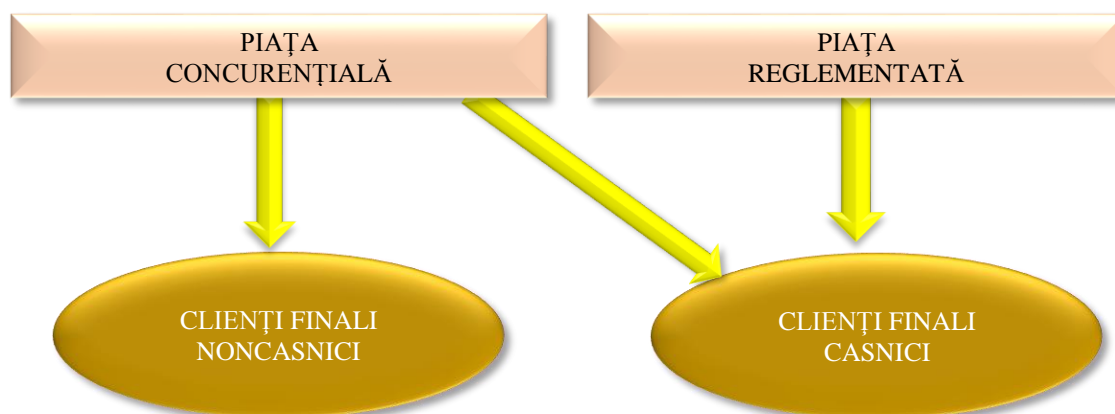 PIAȚA
CONCURENȚIALĂ
PIAȚA
REGLEMENTATĂ
CLIENȚI FINALI
NONCASNICI
CLIENȚI FINALI
CASNICI